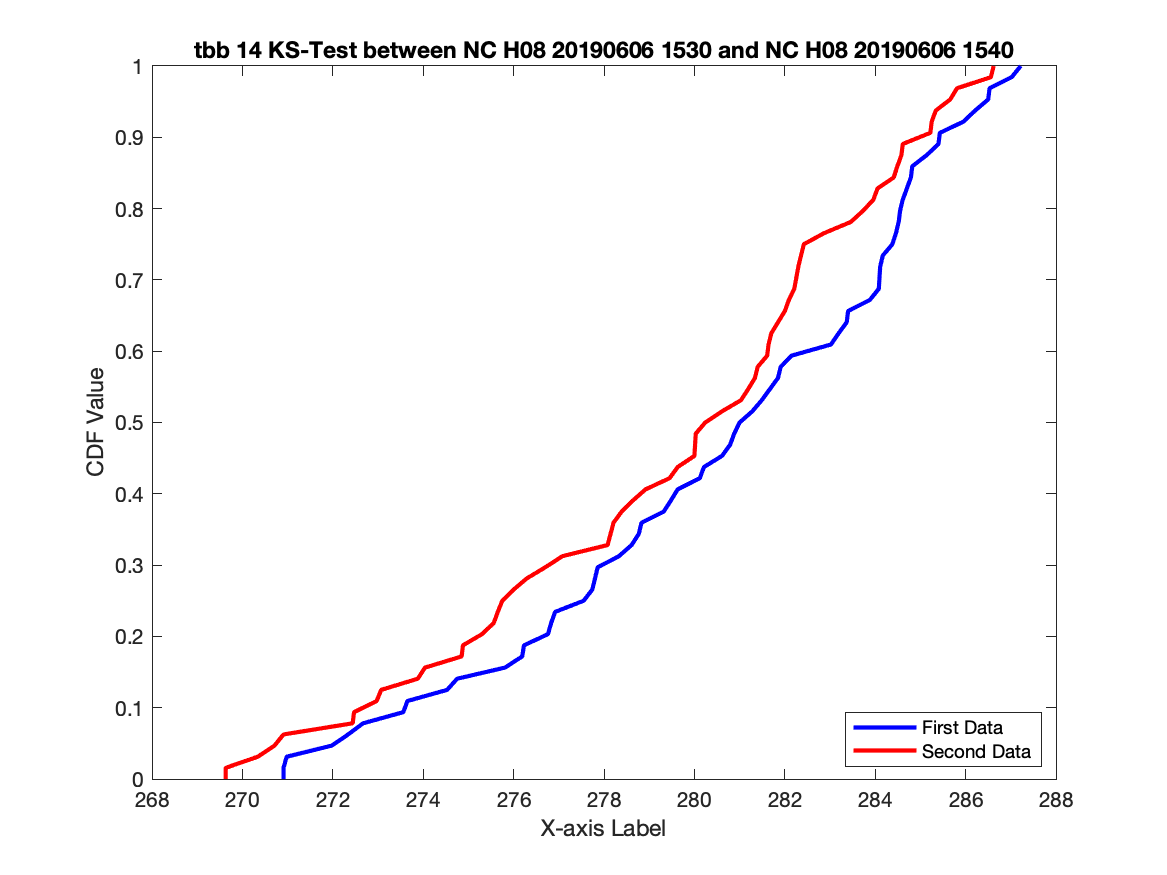 tbb 14 KS-Test between NC H08 20190606 1530 and NC H08 20190606 1540
1
0.9
0.8
0.7
0.6
0.5
0.4
0.3
0.2
0.1
0
CDF Value
First Data
Second Data
268 270 272 274 276 278 280 282 284 286 288
X-axis Label